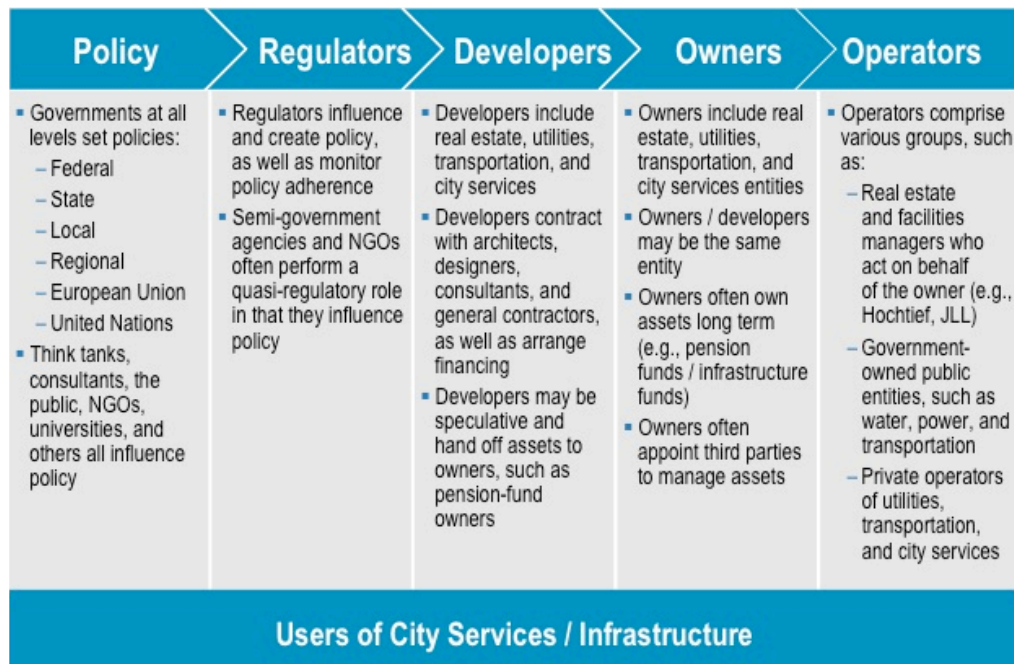 Policy
Regulators
Developers
Owners
Operators
▪ Governments at all
levels set policies:
– Federal
– State
– Local
– Regional
– European Union
– United Nations
▪ Think tanks,
consultants, the
public, NGOs,
universities, and
others all influence
policy
▪ Regulators influence
and create policy,
as well as monitor
policy adherence
▪ Semi-government
agencies and NGOs
often perform a
quasi-regulatory role
in that they influence
policy
▪ Developers include
real estate, utilities,
transportation, and
city services
▪ Developers contract
with architects,
designers,
consultants, and
general contractors,
as well as arrange
financing
▪ Developers may be
speculative and
hand off assets to
owners, such as
pension-fund
owners
▪ Owners include real
estate, utilities,
transportation, and
city services entities
▪ Owners / developers
may be the same
entity
▪ Owners often own
assets long term
(e.g., pension
funds / infrastructure
funds)
▪ Owners often
appoint third parties
to manage assets
▪ Operators comprise
various groups, such
as:
– Real estate
and facilities
managers who
act on behalf
of the owner (e.g.,
Hochtief, JLL)
– Government-
owned public
entities, such as
water, power, and
transportation
– Private operators
of utilities,
transportation,
and city services
Users of City Services / Infrastructure